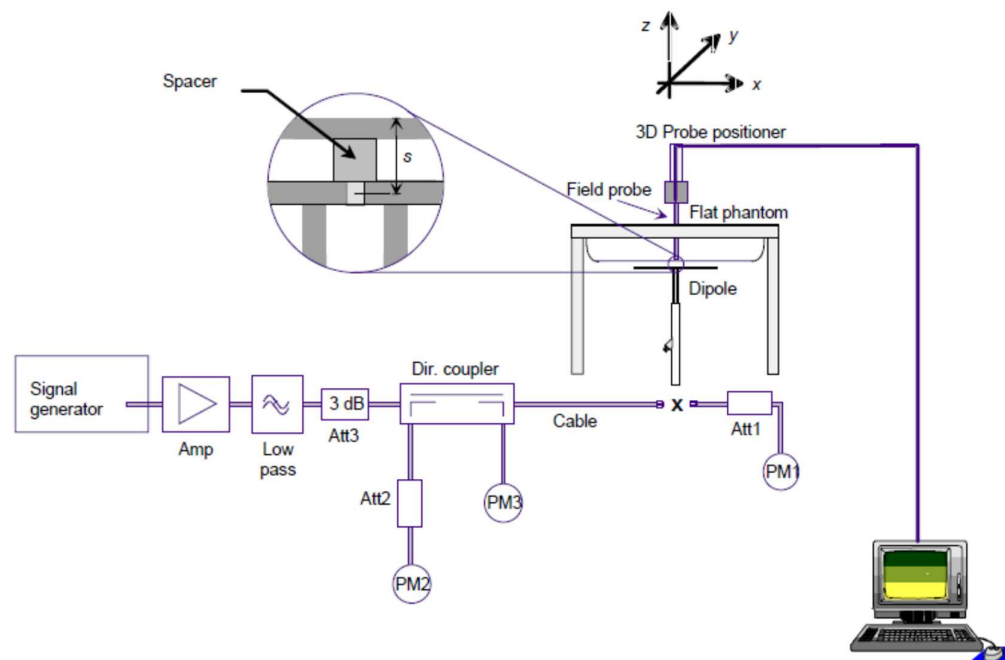 z
y
x
Spacer
s
3D Probe positioner
Field probe
Flat phantom
Dipole
Signal
generator
Amp
Low
pass
3 dB
Att3
Dir. coupler
Cable
X
Att1
PM1
Att2
PM3
PM2